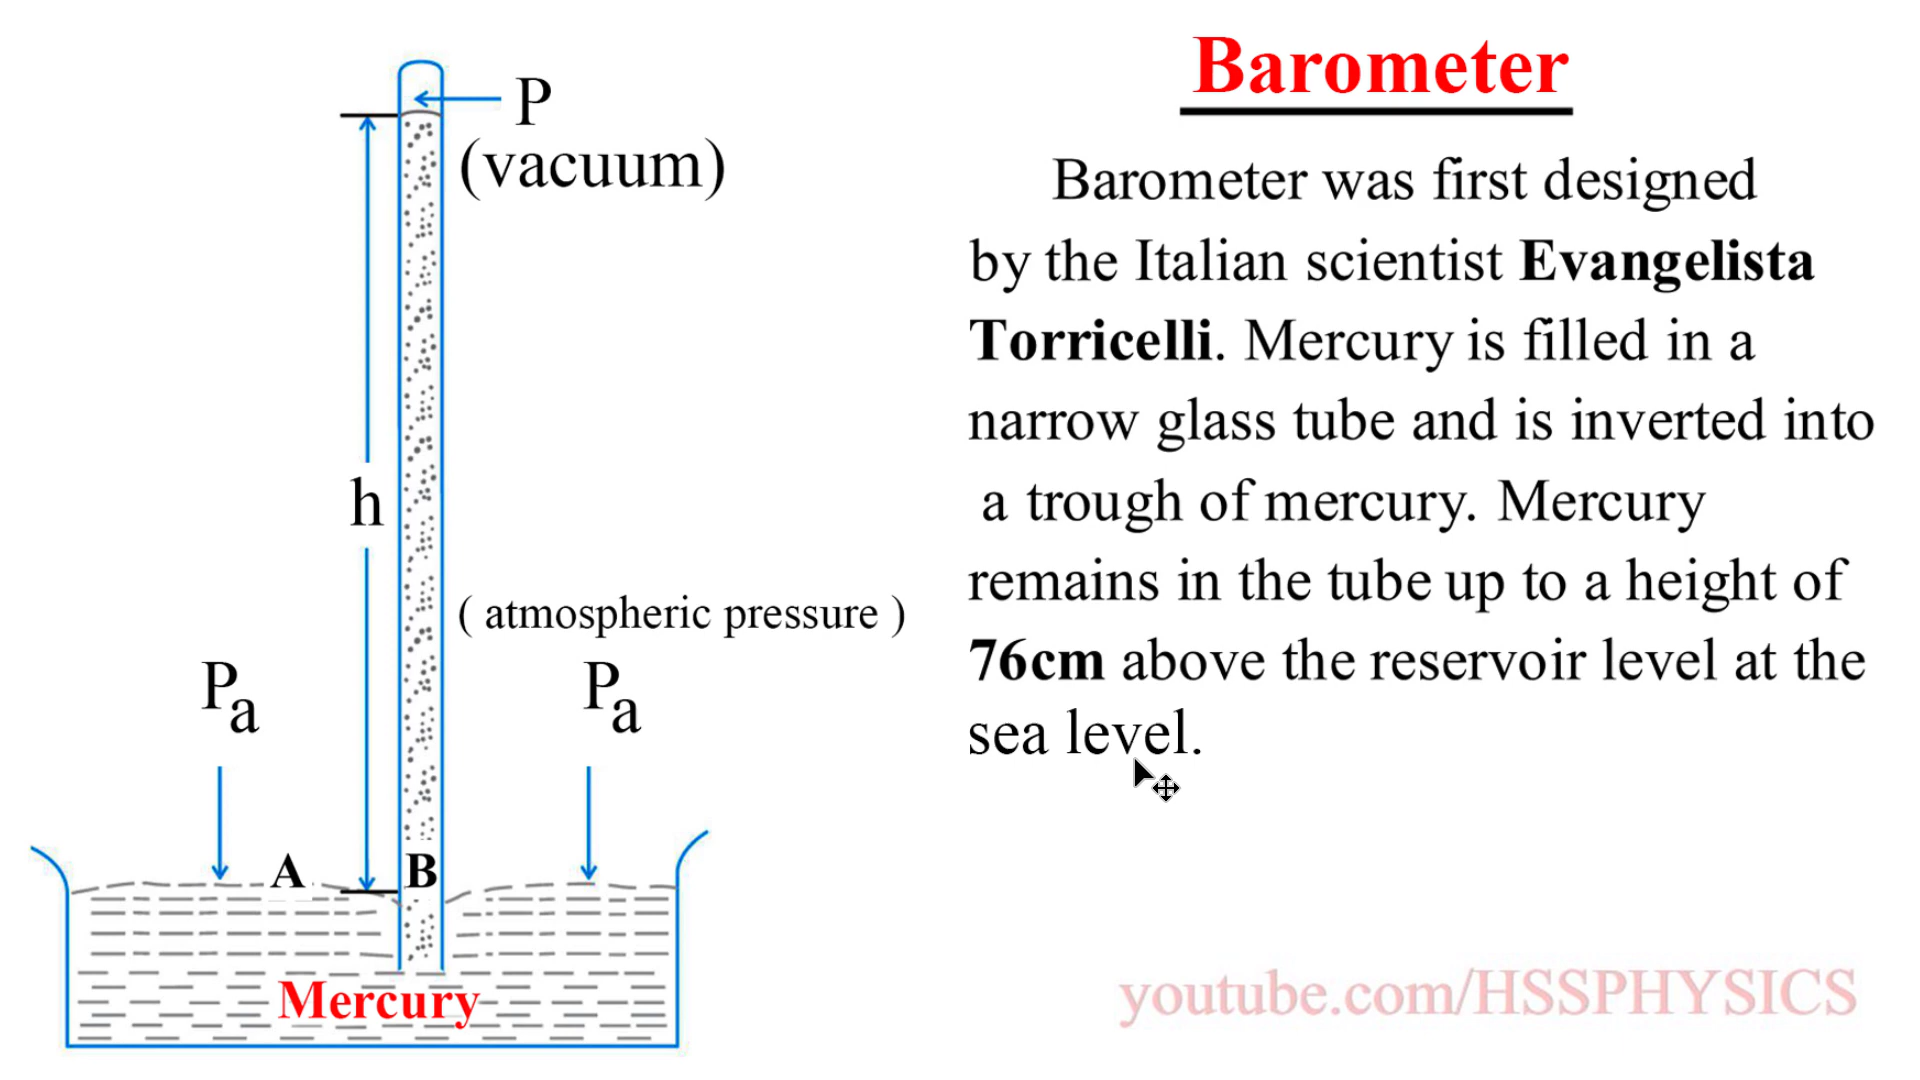 Barometer
P
(vacuum)
h
( atmospheric pressure )
Pa
Pa
A
B
Mercury
Barometer was first designed
by the Italian scientist Evangelista
Torricelli. Mercury is filled in a
narrow glass tube and is inverted into
a trough of mercury. Mercury
remains in the tube up to a height of
76cm above the reservoir level at the
sea level.
youtube.com/HSSPHYSICS